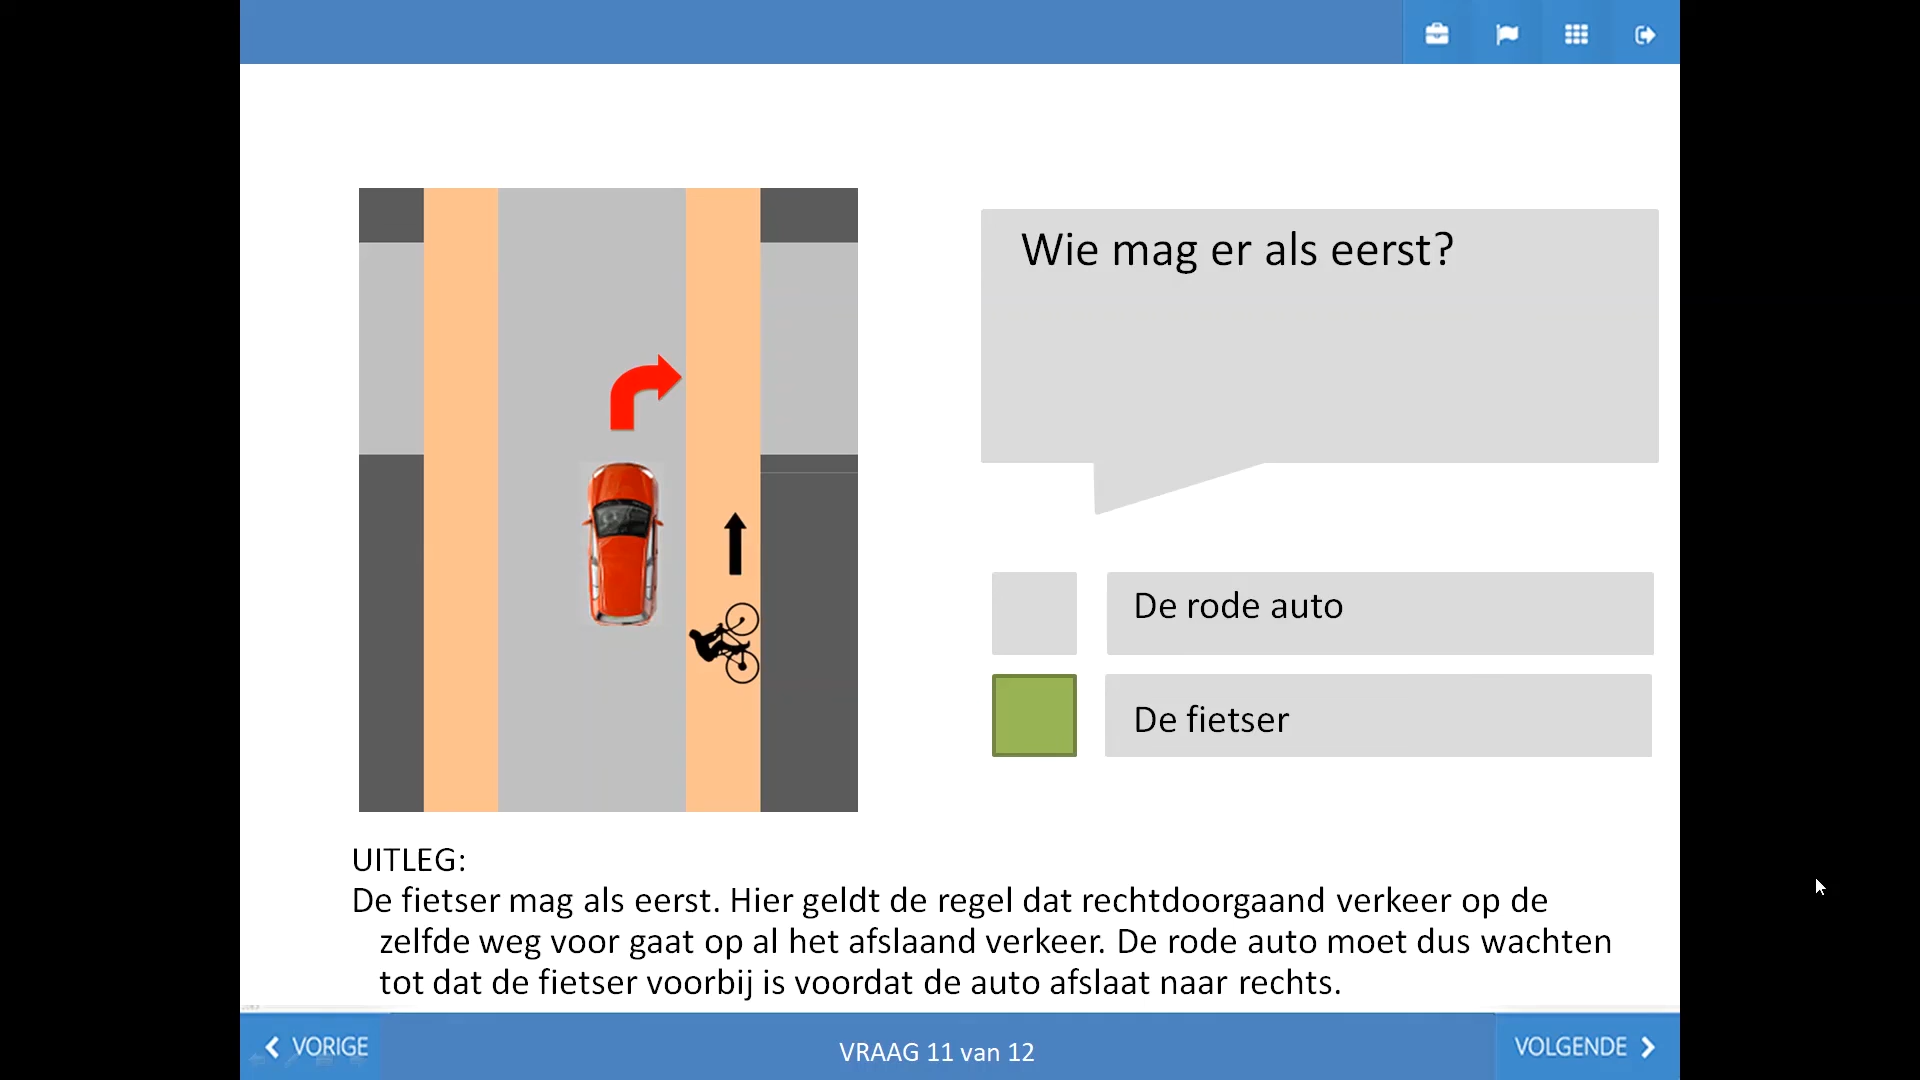 Wie mag er als eerst?
De rode auto
De fietser
UITLEG:
De fietser mag als eerst. Hier geldt de regel dat rechtdoorgaand verkeer op de
zelfde weg voor gaat op al het afslaand verkeer. De rode auto moet dus wachten
tot dat de fietser voorbij is voordat de auto afslaat naar rechts.
VORIGE
VRAAG 11 van 12
VOLGENDE